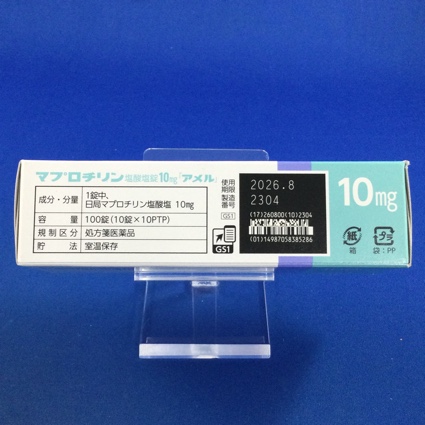 マプロチリン塩酸塩錠10mg「アメル」
成分・分量 1錠中、
日局マプロチリン塩酸塩 10mg
容量 100錠(10錠×10PTP)
規制区分 処方箋医薬品
貯法 室温保存
使用期限 2026.8
製造番号 2304
GS1
(17)260800(10)2304
(01)14987058385286
GS1
10mg
紙 箱
プラ 袋:PP